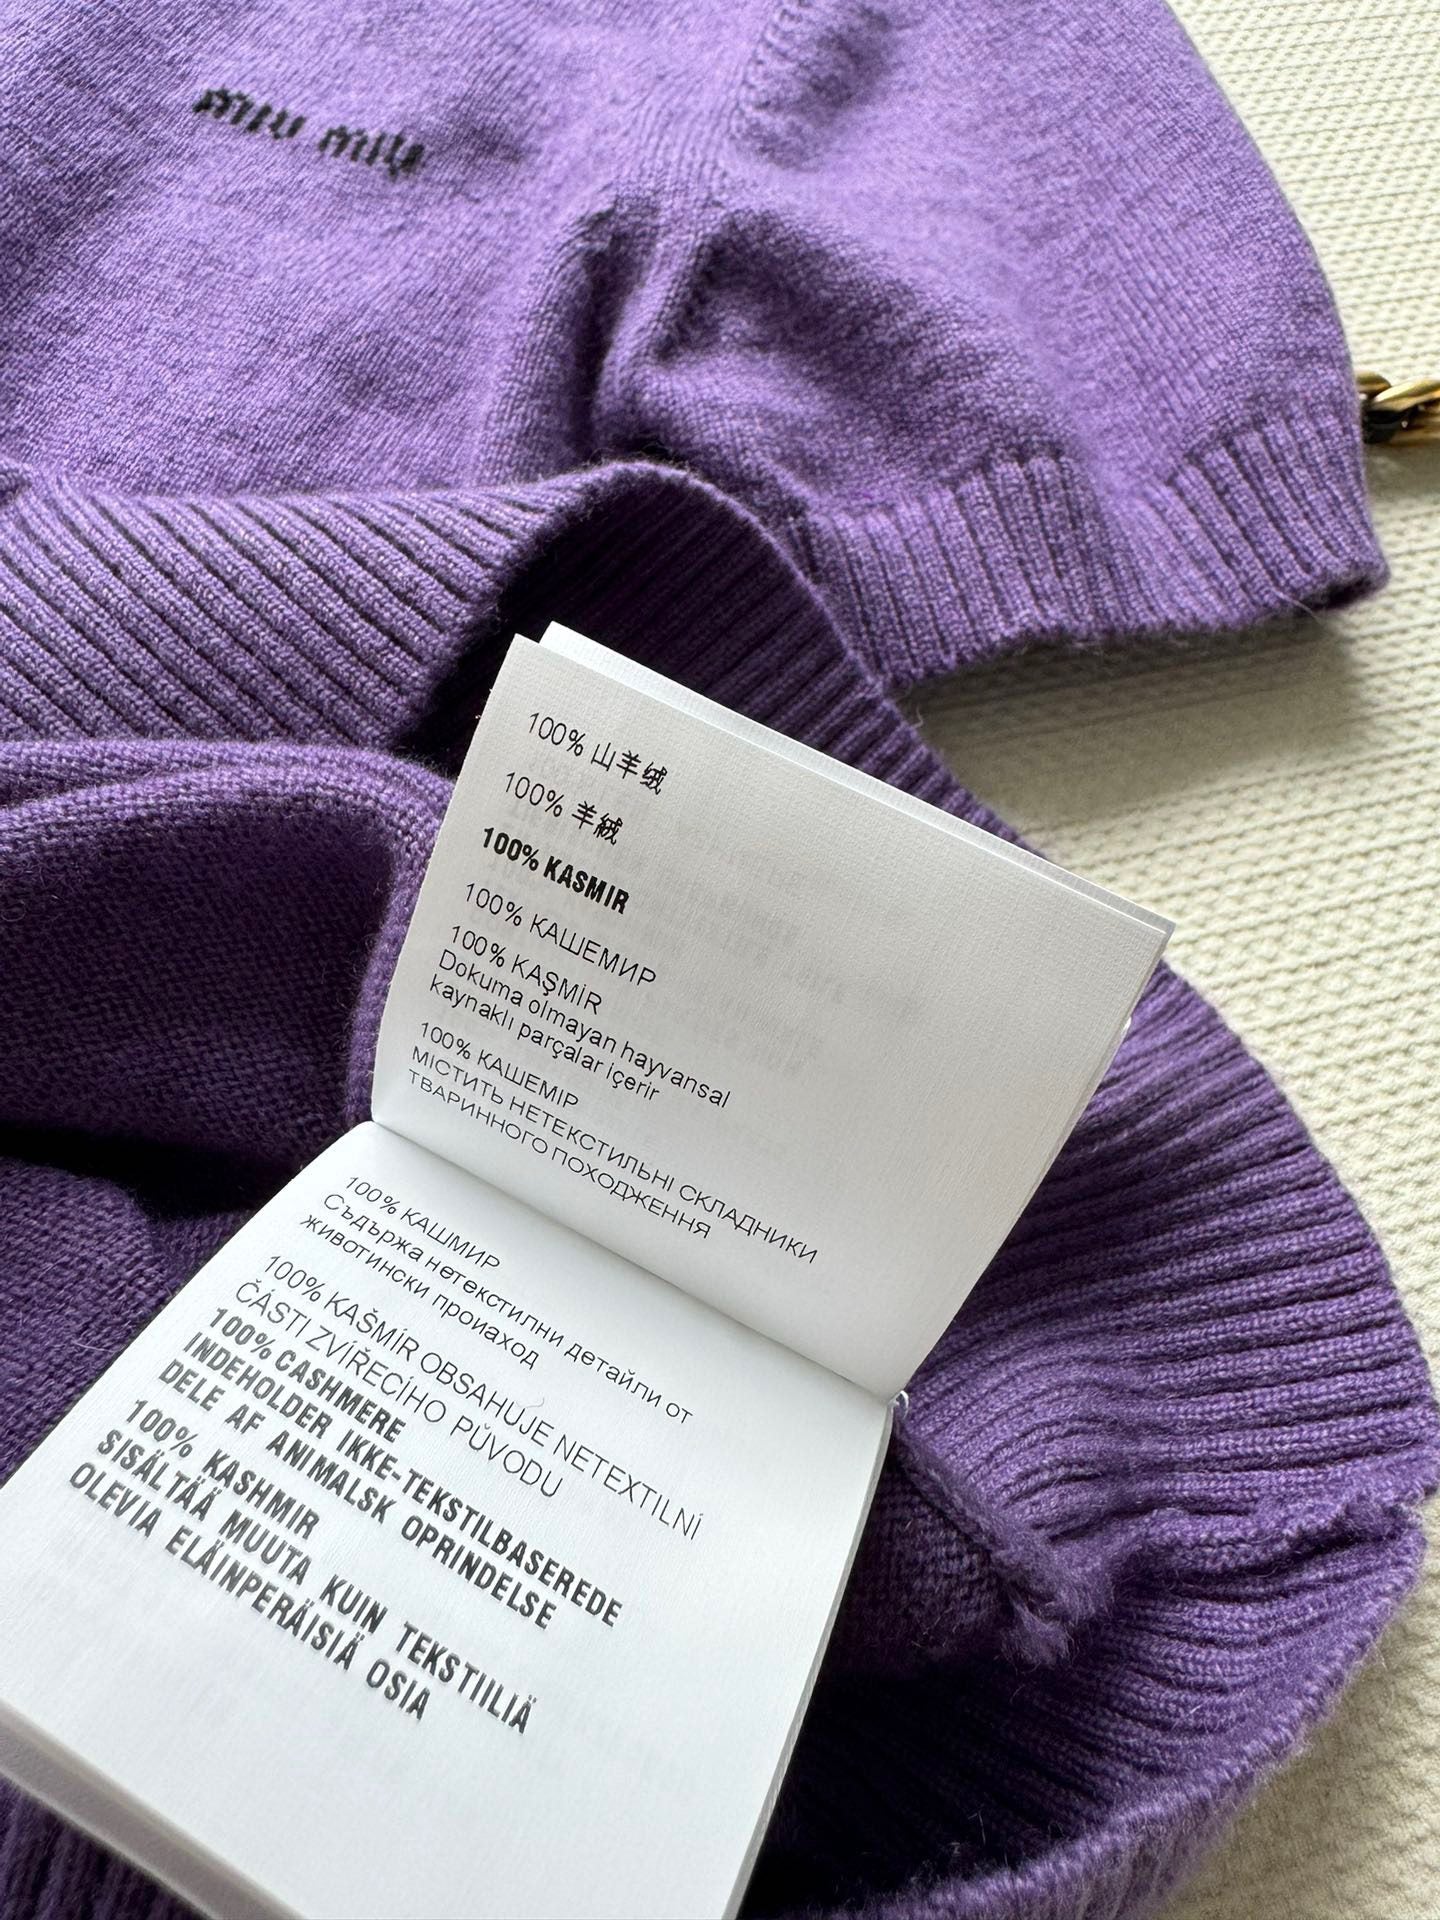 miu miu
100% 山羊绒
100% 羊絨
100% KASMIR
100% КАШЕМИР
100% KAŞMİR
Dokuma olmayan hayvansal
kaynaklı parçalar içerir
100% КАШЕМІР
МІСТИТЬ НЕТЕКСТИЛЬНІ СКЛАДНИКИ
ТВАРИННОГО ПОХОДЖЕННЯ
100% КАШМИР
Съдържа нетекстилни детайли от
животински произход
100% KAŠMÍR OBSAHUJE NETEXTILNÍ
ČÁSTI ZVÍŘECÍHO PŮVODU
100% CASHMERE
INDEHOLDER IKKE-TEKSTILBASEREDE
DELE AF ANIMALSK OPRINDELSE
100% KASHMIR
SISÄLTÄÄ MUUTA KUIN TEKSTIILIÄ
OLEVIA ELÄINPERÄISIÄ OSIA